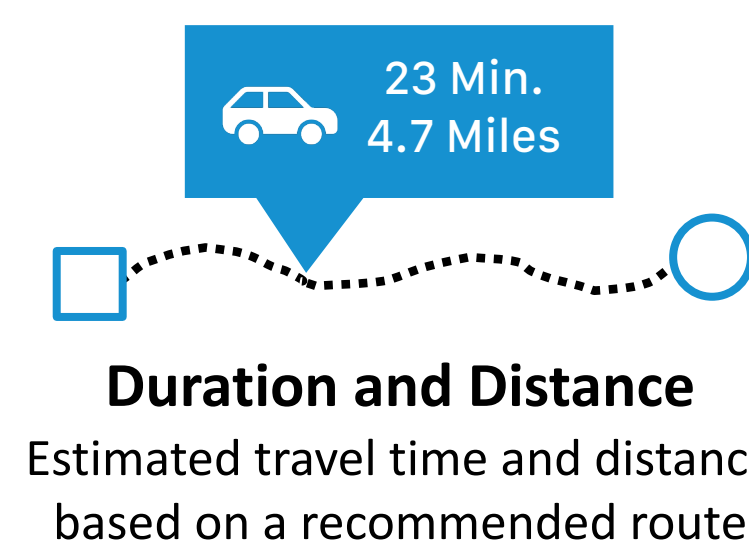 23 Min.
4.7 Miles
Duration and Distance
Estimated travel time and distanc
based on a recommended route